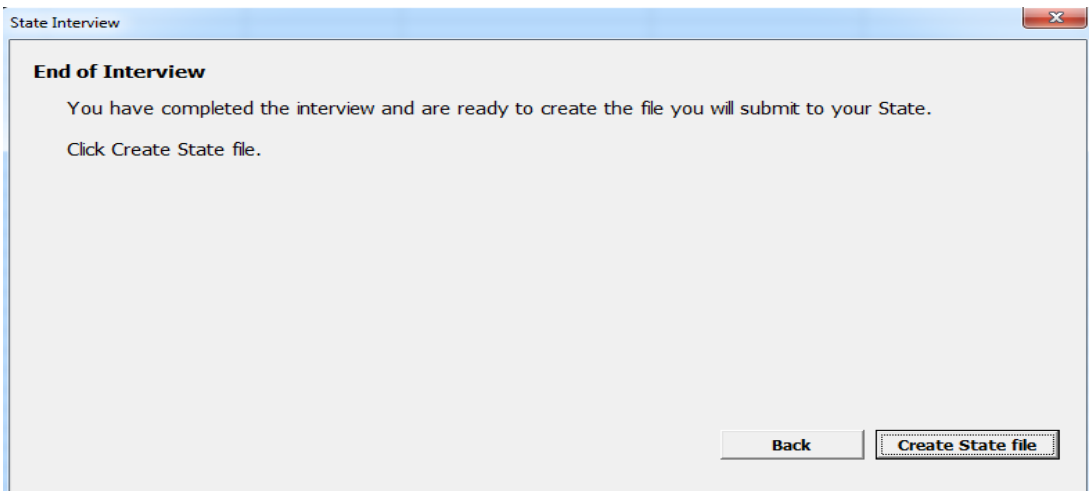 State Interview
End of Interview
You have completed the interview and are ready to create the file you will submit to your State.
Click Create State file.
Back
Create State file